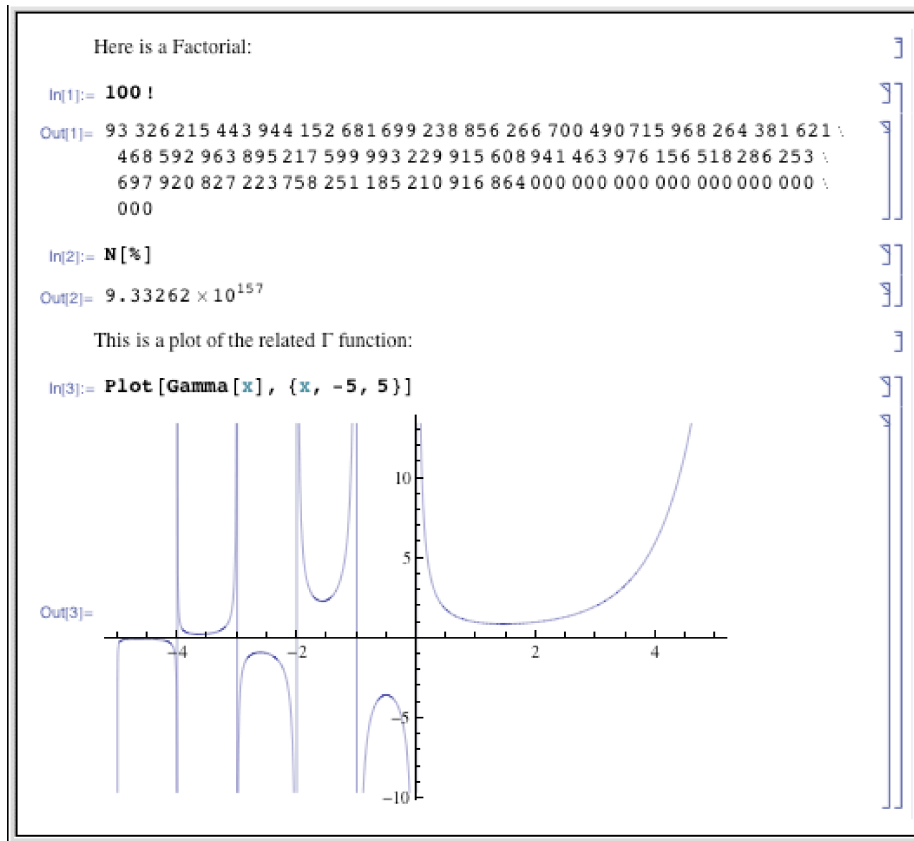 Here is a Factorial:
In[1]:= 100!
Out[1]= 93 326 215 443 944 152 681 699 238 856 266 700 490 715 968 264 381 621 \
468 592 963 895 217 599 993 229 915 608 941 463 976 156 518 286 253 \
697 920 827 223 758 251 185 210 916 864 000 000 000 000 000 000 000 \
000
In[2]:= N[%]
Out[2]= 9.33262 × 10^157
This is a plot of the related Γ function:
In[3]:= Plot[Gamma[x], {x, -5, 5}]
10
5
Out[3]=
-4 -2 2 4
-5
-10